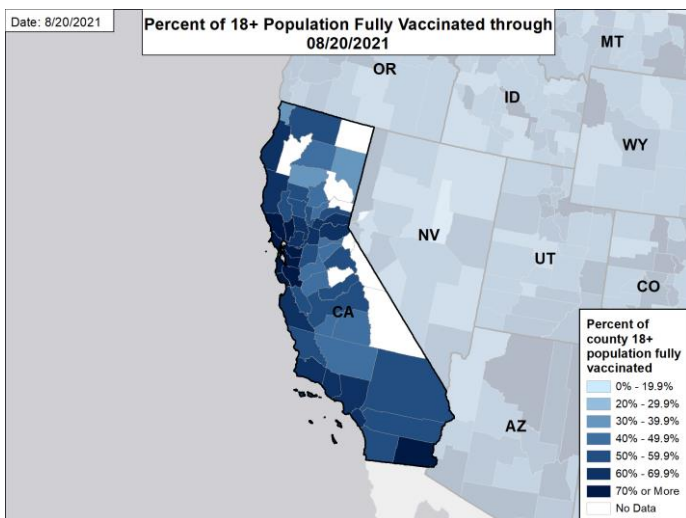 Date: 8/20/2021
Percent of 18+ Population Fully Vaccinated through
08/20/2021
MT
OR
ID
WY
NV
UT
CO
CA
AZ
Percent of
county 18+
population fully
vaccinated
0% - 19.9%
20% - 29.9%
30% - 39.9%
40% - 49.9%
50% - 59.9%
60% - 69.9%
70% or More
No Data